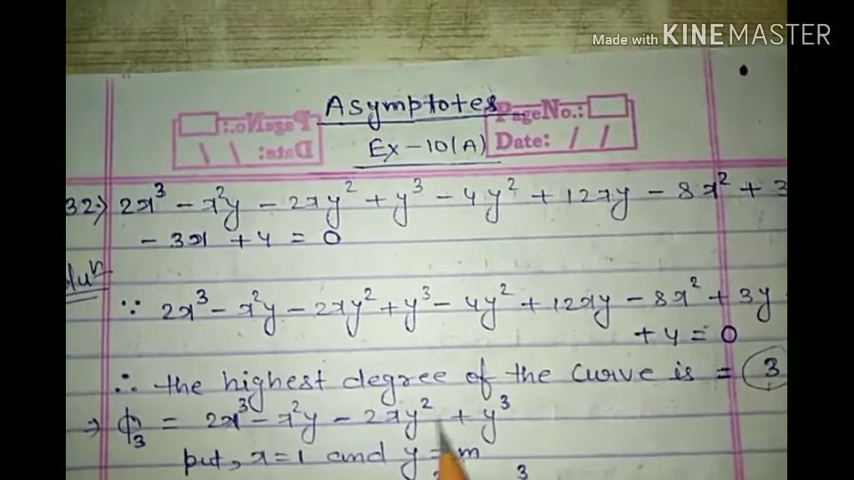 Made with KINEMASTER
Asymptotes
Page No.:
Date: / /
Ex-10(A)
32:) 2x³ - x²y - 2xy² + y³ - 4y² + 12xy - 8x² + 3
- 3x + 4 = 0
∵ 2x³ - x²y - 2xy² + y³ - 4y² + 12xy - 8x² + 3y
+ 4 = 0
∴ the highest degree of the curve is = 3
⇒ φ₃ = 2x³ - x²y - 2xy² + y³
put, x = 1 and y = m